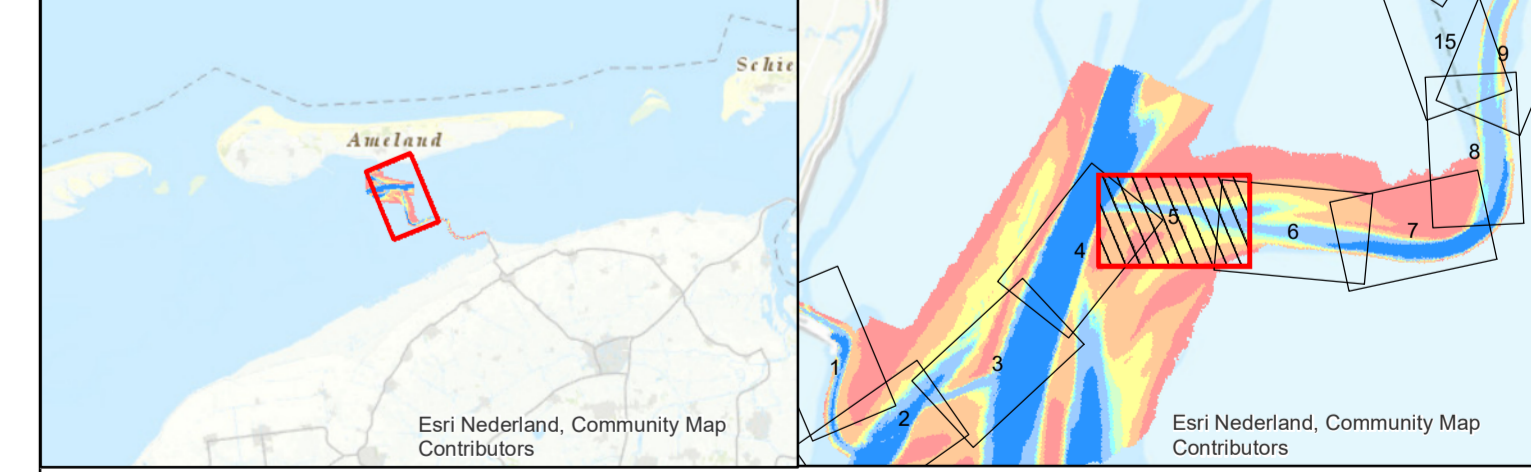 Schie
Ameland
Esri Nederland, Community Map
Contributors
15
9
8
5
4
6
7
1
3
2
Esri Nederland, Community Map
Contributors